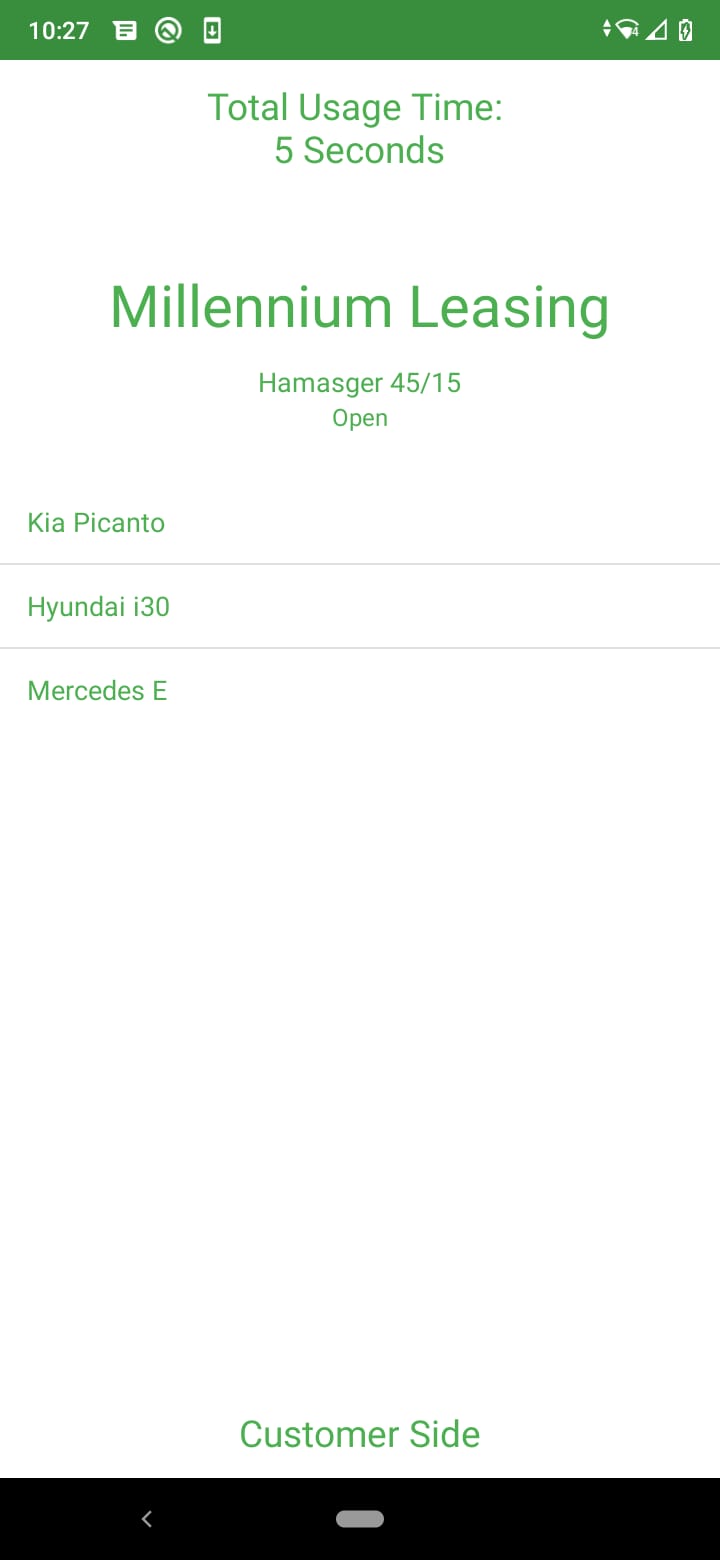 10:27
Total Usage Time:
5 Seconds
Millennium Leasing
Hamasger 45/15
Open
Kia Picanto
Hyundai i30
Mercedes E
Customer Side